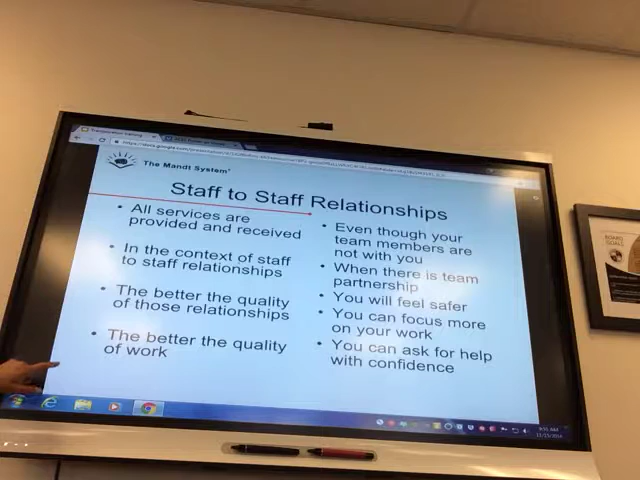 The Mandt System
Staff to Staff Relationships
• All services are
provided and received
• In the context of staff
to staff relationships
• The better the quality
of those relationships
• The better the quality
of work
• Even though your
team members are
not with you
• When there is team
partnership
• You will feel safer
• You can focus more
on your work
• You can ask for help
with confidence
BOARD
GOALS